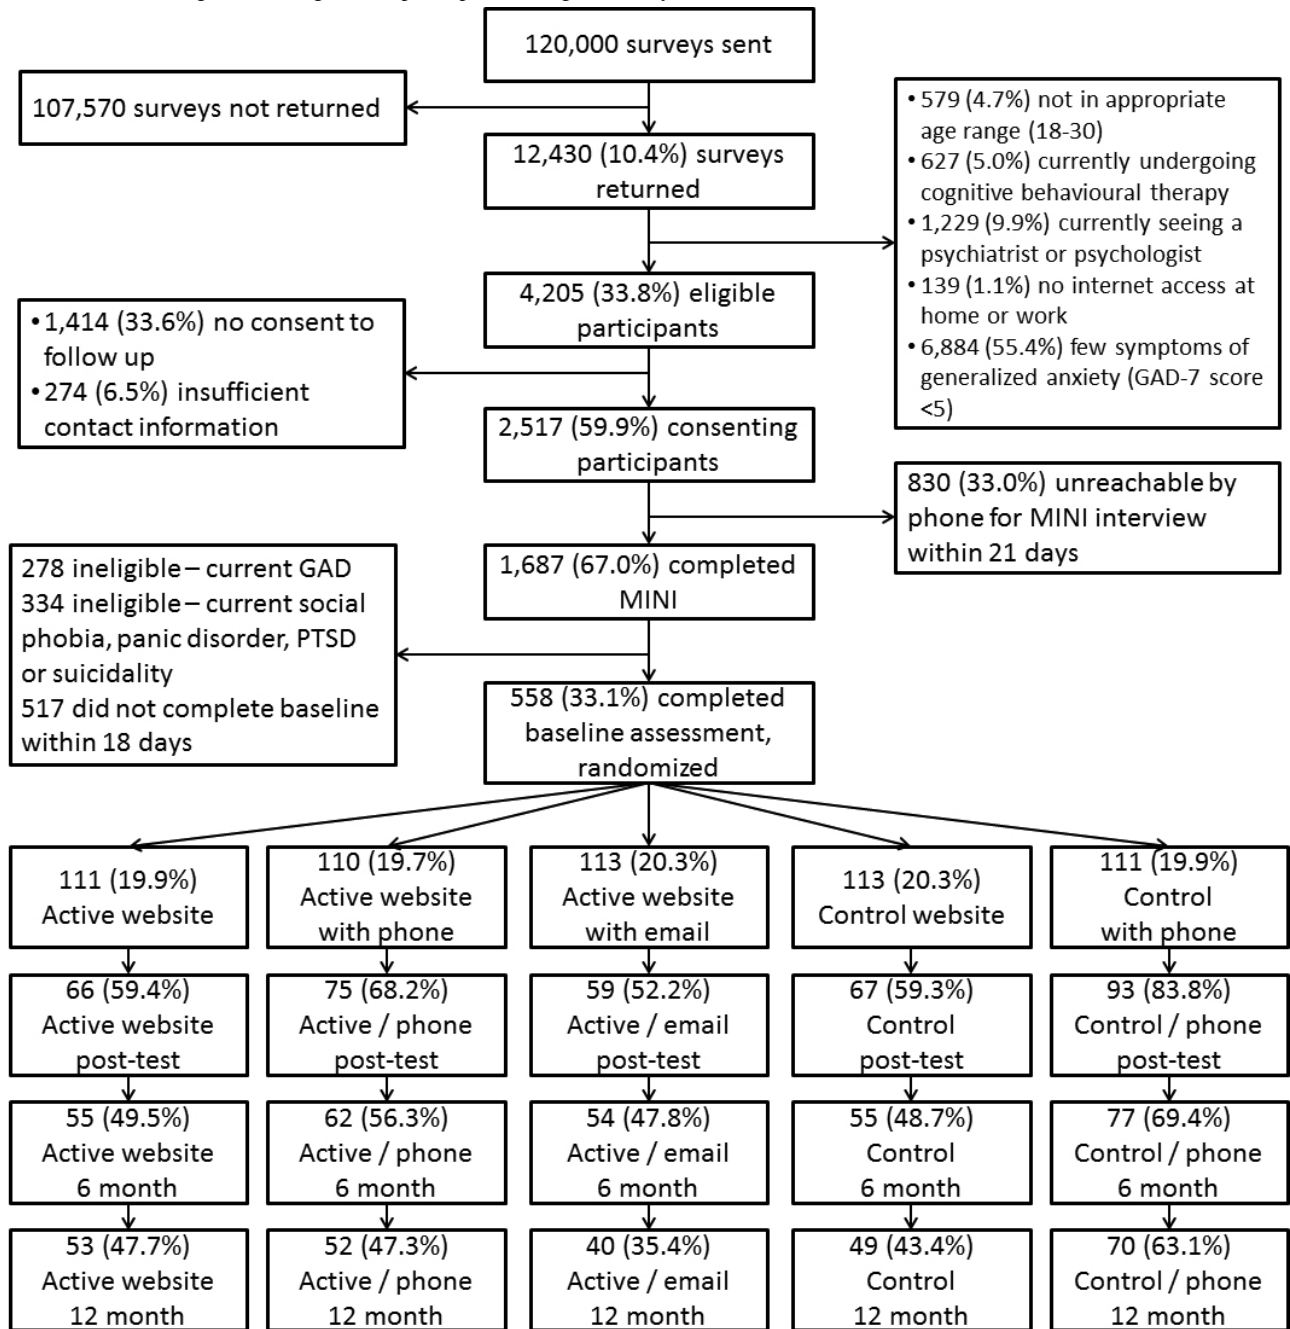 120,000 surveys sent
107,570 surveys not returned
12,430 (10.4%) surveys
returned
• 579 (4.7%) not in appropriate
age range (18-30)
• 627 (5.0%) currently undergoing
cognitive behavioural therapy
• 1,229 (9.9%) currently seeing a
psychiatrist or psychologist
• 139 (1.1%) no internet access at
home or work
• 6,884 (55.4%) few symptoms of
generalized anxiety (GAD-7 score
<5)
4,205 (33.8%) eligible
participants
• 1,414 (33.6%) no consent to
follow up
• 274 (6.5%) insufficient
contact information
2,517 (59.9%) consenting
participants
830 (33.0%) unreachable by
phone for MINI interview
within 21 days
1,687 (67.0%) completed
MINI
278 ineligible – current GAD
334 ineligible – current social
phobia, panic disorder, PTSD
or suicidality
517 did not complete baseline
within 18 days
558 (33.1%) completed
baseline assessment,
randomized
111 (19.9%)
Active website
110 (19.7%)
Active website
with phone
113 (20.3%)
Active website
with email
113 (20.3%)
Control website
111 (19.9%)
Control
with phone
66 (59.4%)
Active website
post-test
75 (68.2%)
Active / phone
post-test
59 (52.2%)
Active / email
post-test
67 (59.3%)
Control
post-test
93 (83.8%)
Control / phone
post-test
55 (49.5%)
Active website
6 month
62 (56.3%)
Active / phone
6 month
54 (47.8%)
Active / email
6 month
55 (48.7%)
Control
6 month
77 (69.4%)
Control / phone
6 month
53 (47.7%)
Active website
12 month
52 (47.3%)
Active / phone
12 month
40 (35.4%)
Active / email
12 month
49 (43.4%)
Control
12 month
70 (63.1%)
Control / phone
12 month